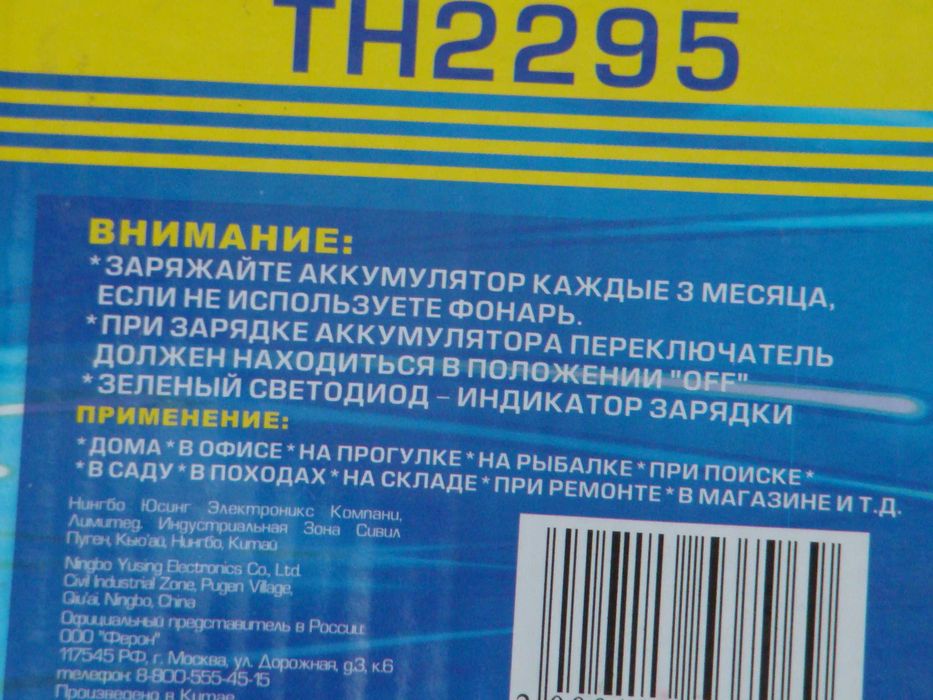 TH2295
ВНИМАНИЕ:
*ЗАРЯЖАЙТЕ АККУМУЛЯТОР КАЖДЫЕ 3 МЕСЯЦА,
ЕСЛИ НЕ ИСПОЛЬЗУЕТЕ ФОНАРЬ.
*ПРИ ЗАРЯДКЕ АККУМУЛЯТОРА ПЕРЕКЛЮЧАТЕЛЬ
ДОЛЖЕН НАХОДИТЬСЯ В ПОЛОЖЕНИИ "OFF"
*ЗЕЛЕНЫЙ СВЕТОДИОД – ИНДИКАТОР ЗАРЯДКИ
ПРИМЕНЕНИЕ:
*ДОМА*В ОФИСЕ*НА ПРОГУЛКЕ*НА РЫБАЛКЕ*ПРИ ПОИСКЕ*
*В САДУ*В ПОХОДАХ*НА СКЛАДЕ*ПРИ РЕМОНТЕ*В МАГАЗИНЕ И Т.Д.
Нингбо Юсинг Электроникс Компани,
Лимитед, Индустриальная Зона Сивил
Пуген, Кью'ай, Нингбо, Китай
Ningbo Yusing Electronics Co., Ltd.
Civil Industrial Zone, Pugen Village,
Qiu'ai, Ningbo, China
Официальный представитель в России:
ООО "Ферон"
117545 РФ, г. Москва, ул. Дорожная, д.3, к.6
телефон: 8-800-555-45-15
Произведено в Китае